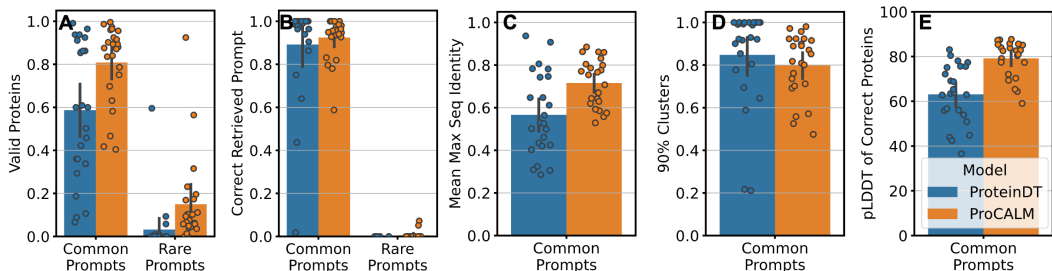 A
Valid Proteins
1.0
0.8
0.6
0.4
0.2
0.0
Common
Prompts
Rare
Prompts
B
Correct Retrieved Prompt
1.0
0.8
0.6
0.4
0.2
0.0
Common
Prompts
Rare
Prompts
C
Mean Max Seq Identity
1.0
0.8
0.6
0.4
0.2
0.0
Common
Prompts
D
90% Clusters
1.0
0.8
0.6
0.4
0.2
0.0
Common
Prompts
E
pLDDT of Correct Proteins
100
80
60
40
20
0
Model
ProteinDT
ProCALM
Common
Prompts